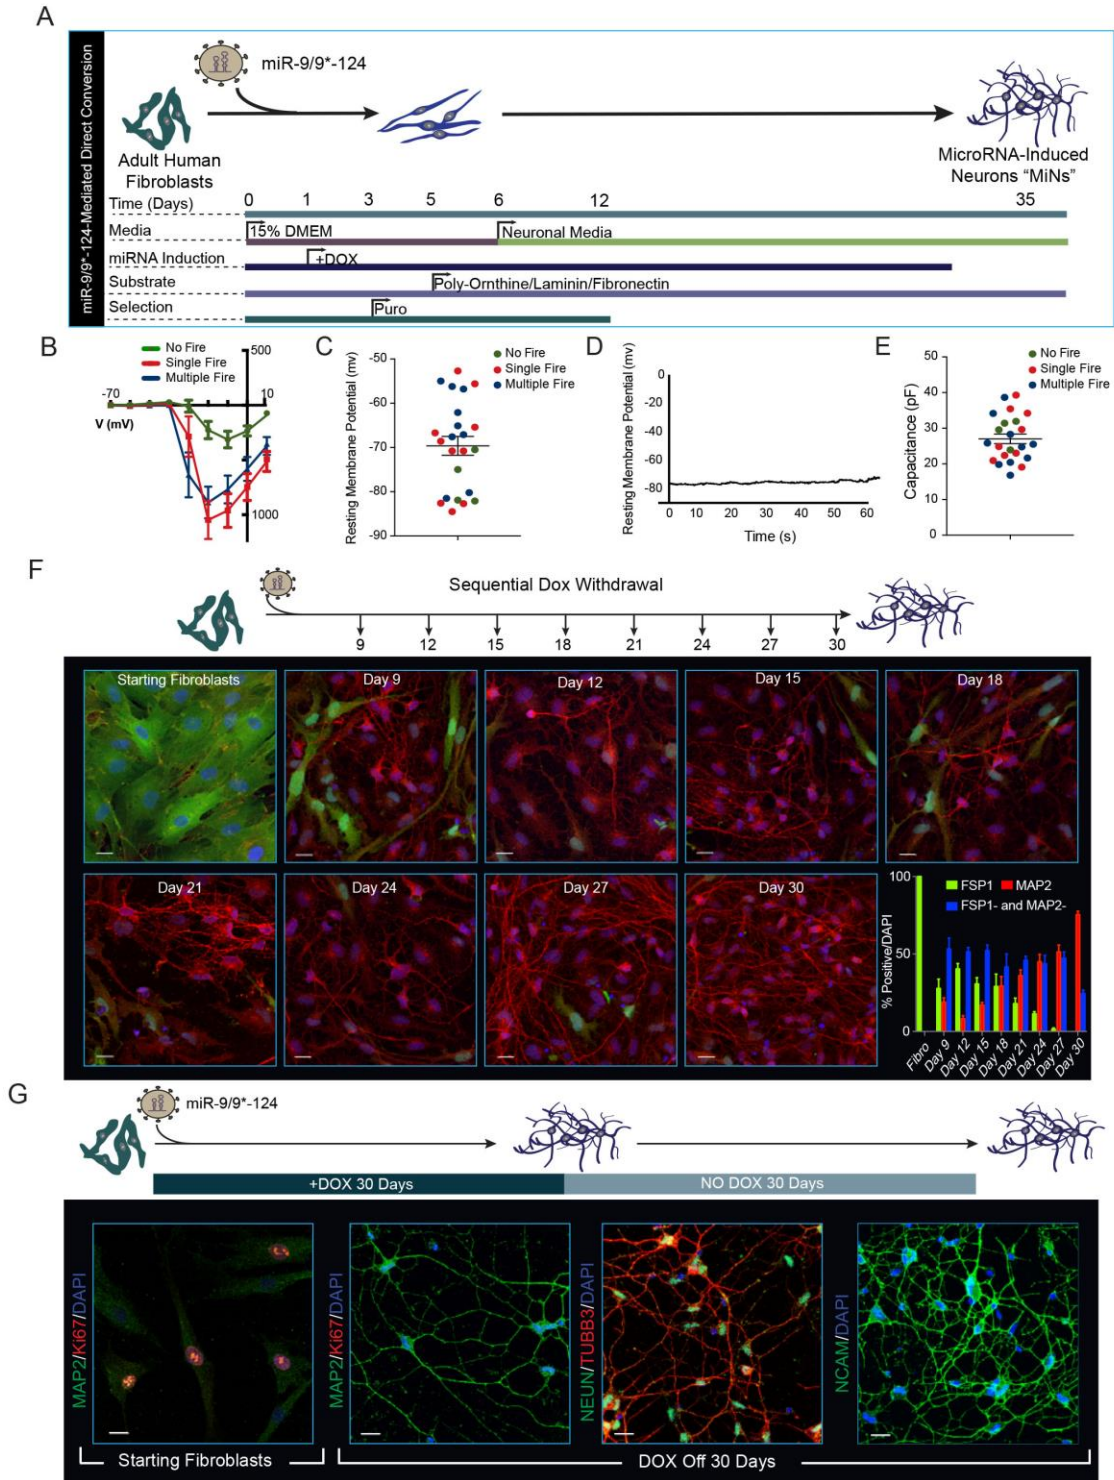 A
miR-9/9*-124-Mediated Direct Conversion
miR-9/9*-124
Adult Human
Fibroblasts
MicroRNA-Induced
Neurons “MiNs”
Time (Days) 0 1 3 5 6 12 35
Media 15% DMEM Neuronal Media
miRNA Induction +DOX
Substrate Poly-Ornthine/Laminin/Fibronectin
Selection Puro
B
No Fire
Single Fire
Multiple Fire
500
-70
10
V (mV)
1000
C
Resting Membrane Potential (mv)
-50
-60
-70
-80
-90
No Fire
Single Fire
Multiple Fire
D
Resting Membrane Potential (mv)
0
-20
-40
-60
-80
0 10 20 30 40 50 60
Time (s)
E
Capacitance (pF)
50
40
30
20
10
0
No Fire
Single Fire
Multiple Fire
F
Sequential Dox Withdrawal
9 12 15 18 21 24 27 30
Starting Fibroblasts
Day 9
Day 12
Day 15
Day 18
Day 21
Day 24
Day 27
Day 30
% Positive/DAPI
100
50
0
FSP1 MAP2
FSP1- and MAP2-
Fibro
Day 9
Day 12
Day 15
Day 18
Day 21
Day 24
Day 27
Day 30
G
miR-9/9*-124
+DOX 30 Days
NO DOX 30 Days
MAP2/Ki67/DAPI
MAP2/Ki67/DAPI
NEUN/TUBB3/DAPI
NCAM/DAPI
Starting Fibroblasts
DOX Off 30 Days